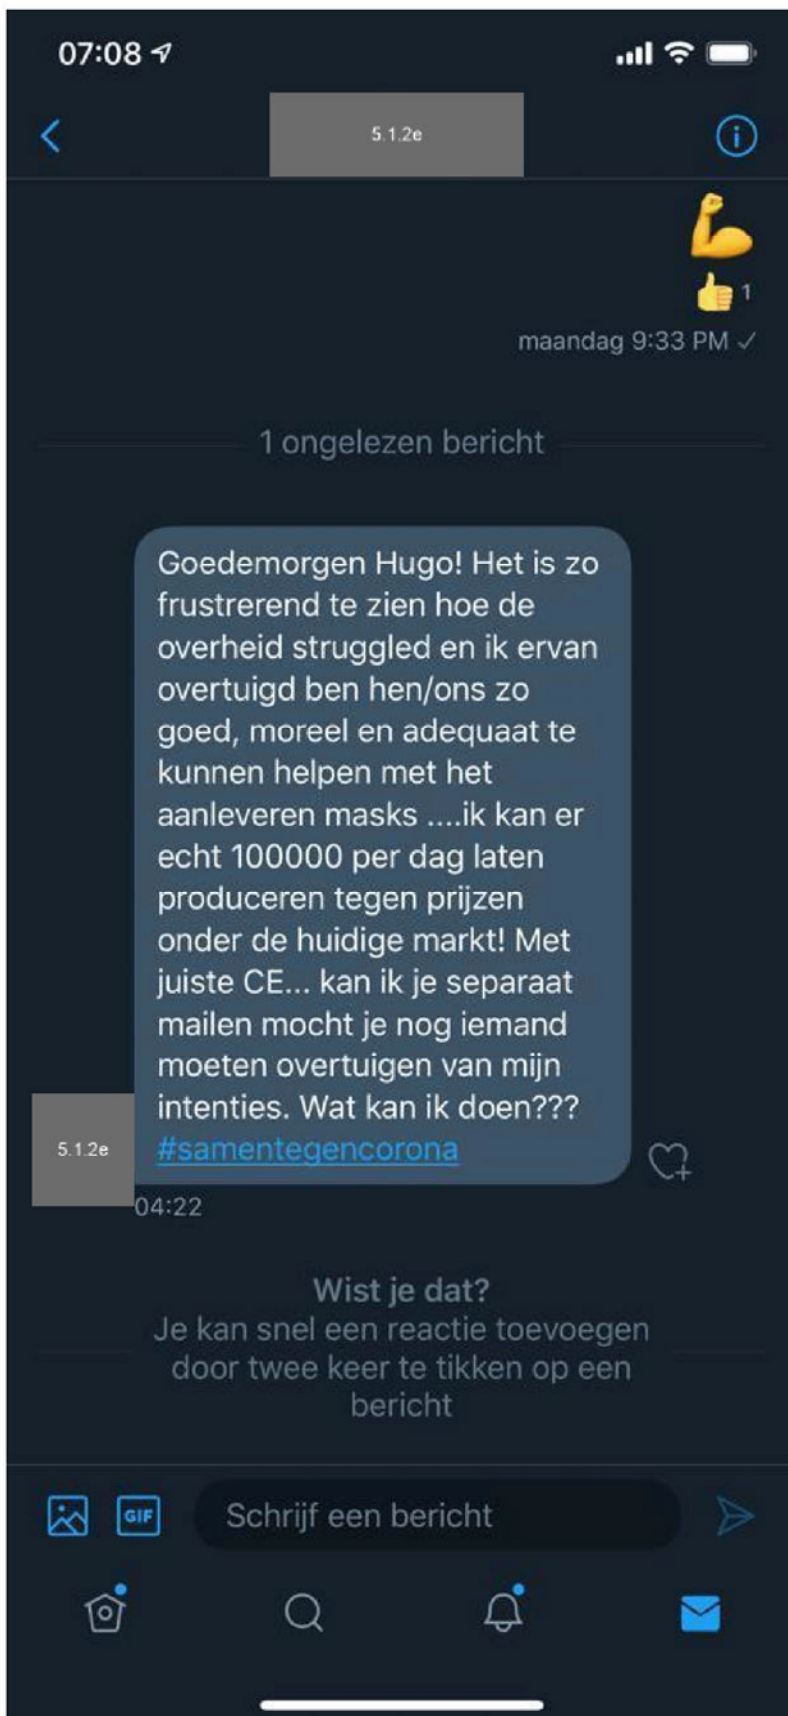 07:08
5.1.2e
1
maandag 9:33 PM
1 ongelezen bericht
Goedemorgen Hugo! Het is zo
frustrerend te zien hoe de
overheid struggled en ik ervan
overtuigd ben hen/ons zo
goed, moreel en adequaat te
kunnen helpen met het
aanleveren masks ....ik kan er
echt 100000 per dag laten
produceren tegen prijzen
onder de huidige markt! Met
juiste CE... kan ik je separaat
mailen mocht je nog iemand
moeten overtuigen van mijn
intenties. Wat kan ik doen???
#samentegencorona
5.1.2e
04:22
Wist je dat?
Je kan snel een reactie toevoegen
door twee keer te tikken op een
bericht
GIF
Schrijf een bericht